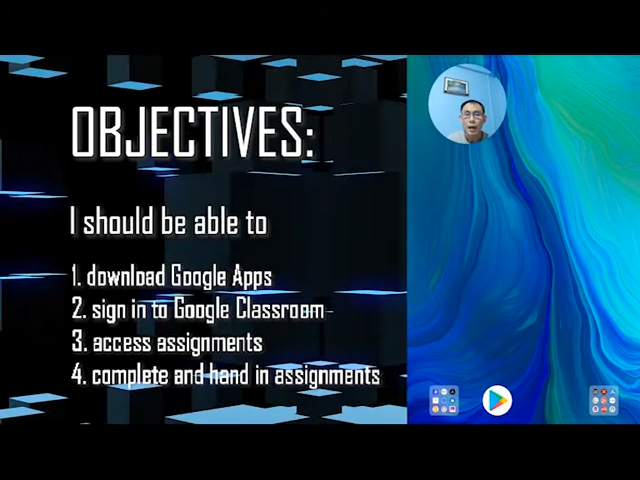 OBJECTIVES:
I should be able to
1. download Google Apps
2. sign in to Google Classroom
3. access assignments
4. complete and hand in assignments